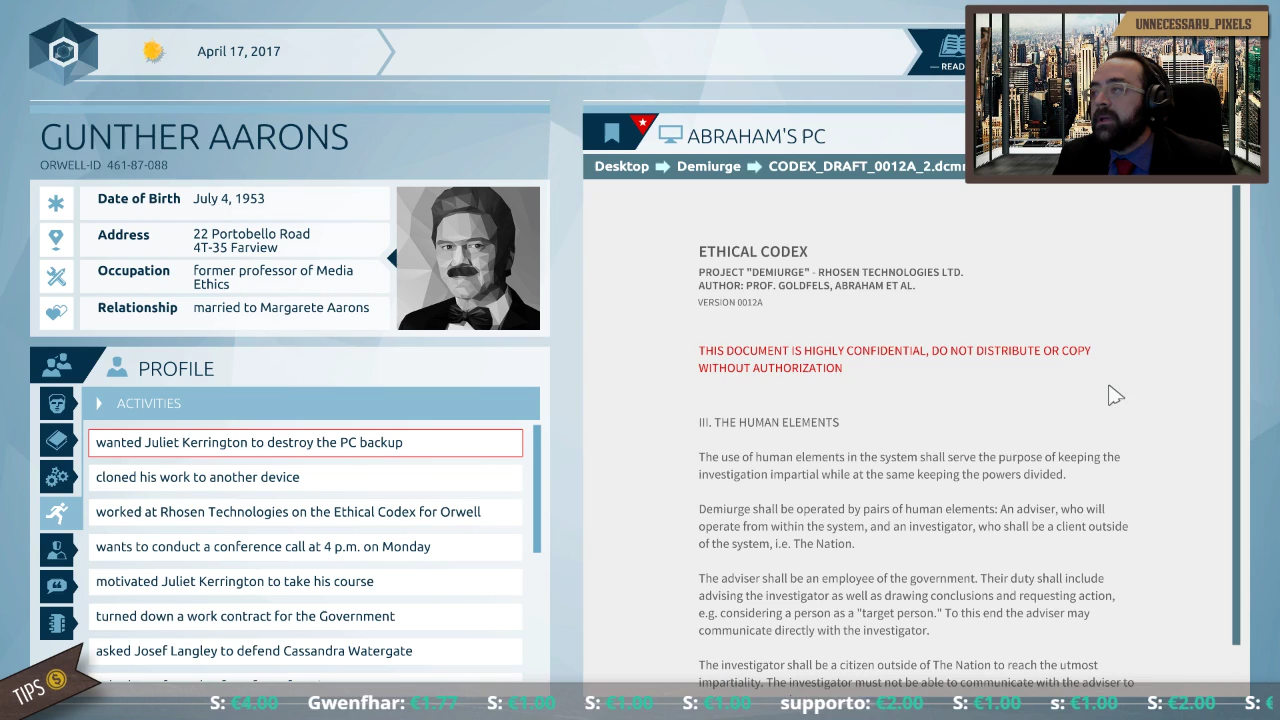 April 17, 2017
— READ
UNNECESSARY_PIXELS
GUNTHER AARONS
ORWELL-ID 461-87-088
Date of Birth July 4, 1953
Address 22 Portobello Road
4T-35 Farview
Occupation former professor of Media
Ethics
Relationship married to Margarete Aarons
PROFILE
ACTIVITIES
wanted Juliet Kerrington to destroy the PC backup
cloned his work to another device
worked at Rhosen Technologies on the Ethical Codex for Orwell
wants to conduct a conference call at 4 p.m. on Monday
motivated Juliet Kerrington to take his course
turned down a work contract for the Government
asked Josef Langley to defend Cassandra Watergate
ABRAHAM'S PC
Desktop Demiurge CODEX_DRAFT_0012A_2.dcm
ETHICAL CODEX
PROJECT "DEMIURGE" - RHOSEN TECHNOLOGIES LTD.
AUTHOR: PROF. GOLDFELS, ABRAHAM ET AL.
VERSION 0012A
THIS DOCUMENT IS HIGHLY CONFIDENTIAL, DO NOT DISTRIBUTE OR COPY
WITHOUT AUTHORIZATION
III. THE HUMAN ELEMENTS
The use of human elements in the system shall serve the purpose of keeping the
investigation impartial while at the same keeping the powers divided.
Demiurge shall be operated by pairs of human elements: An adviser, who will
operate from within the system, and an investigator, who shall be a client outside
of the system, i.e. The Nation.
The adviser shall be an employee of the government. Their duty shall include
advising the investigator as well as drawing conclusions and requesting action,
e.g. considering a person as a "target person." To this end the adviser may
communicate directly with the investigator.
The investigator shall be a citizen outside of The Nation to reach the utmost
impartiality. The investigator must not be able to communicate with the adviser to
TIPS
S: €4.00 owenfhar: €1.77 S: €1.00 S: €1.00 S: €1.00 supporto: €2.00 S: €1.00 s: €1.00 S: €2.00 S: €